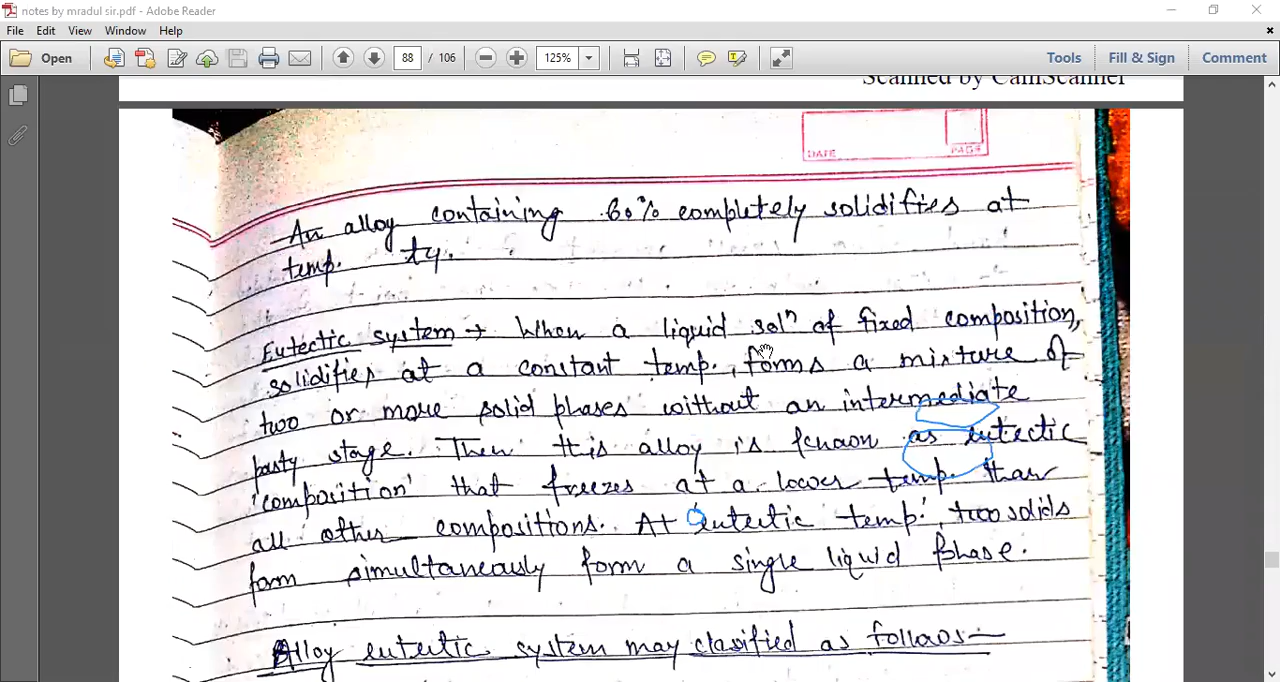 notes by mradul sir.pdf - Adobe Reader
File Edit View Window Help
Open 88 / 106 125% Tools Fill & Sign Comment
Scanned by CamScanner
DATE PAGE
An alloy containing 60% completely solidifies at
temp. t4.
Eutectic system → When a liquid solⁿ of fixed composition,
solidifies at a constant temp., forms a mixture of
two or more solid phases without an intermediate
pasty stage. Then this alloy is known as eutectic
'composition' that freezes at a lower temp. than
all other compositions. At eutectic temp., two solids
form simultaneously form a single liquid phase.
Alloy eutectic system may clasified as follows—